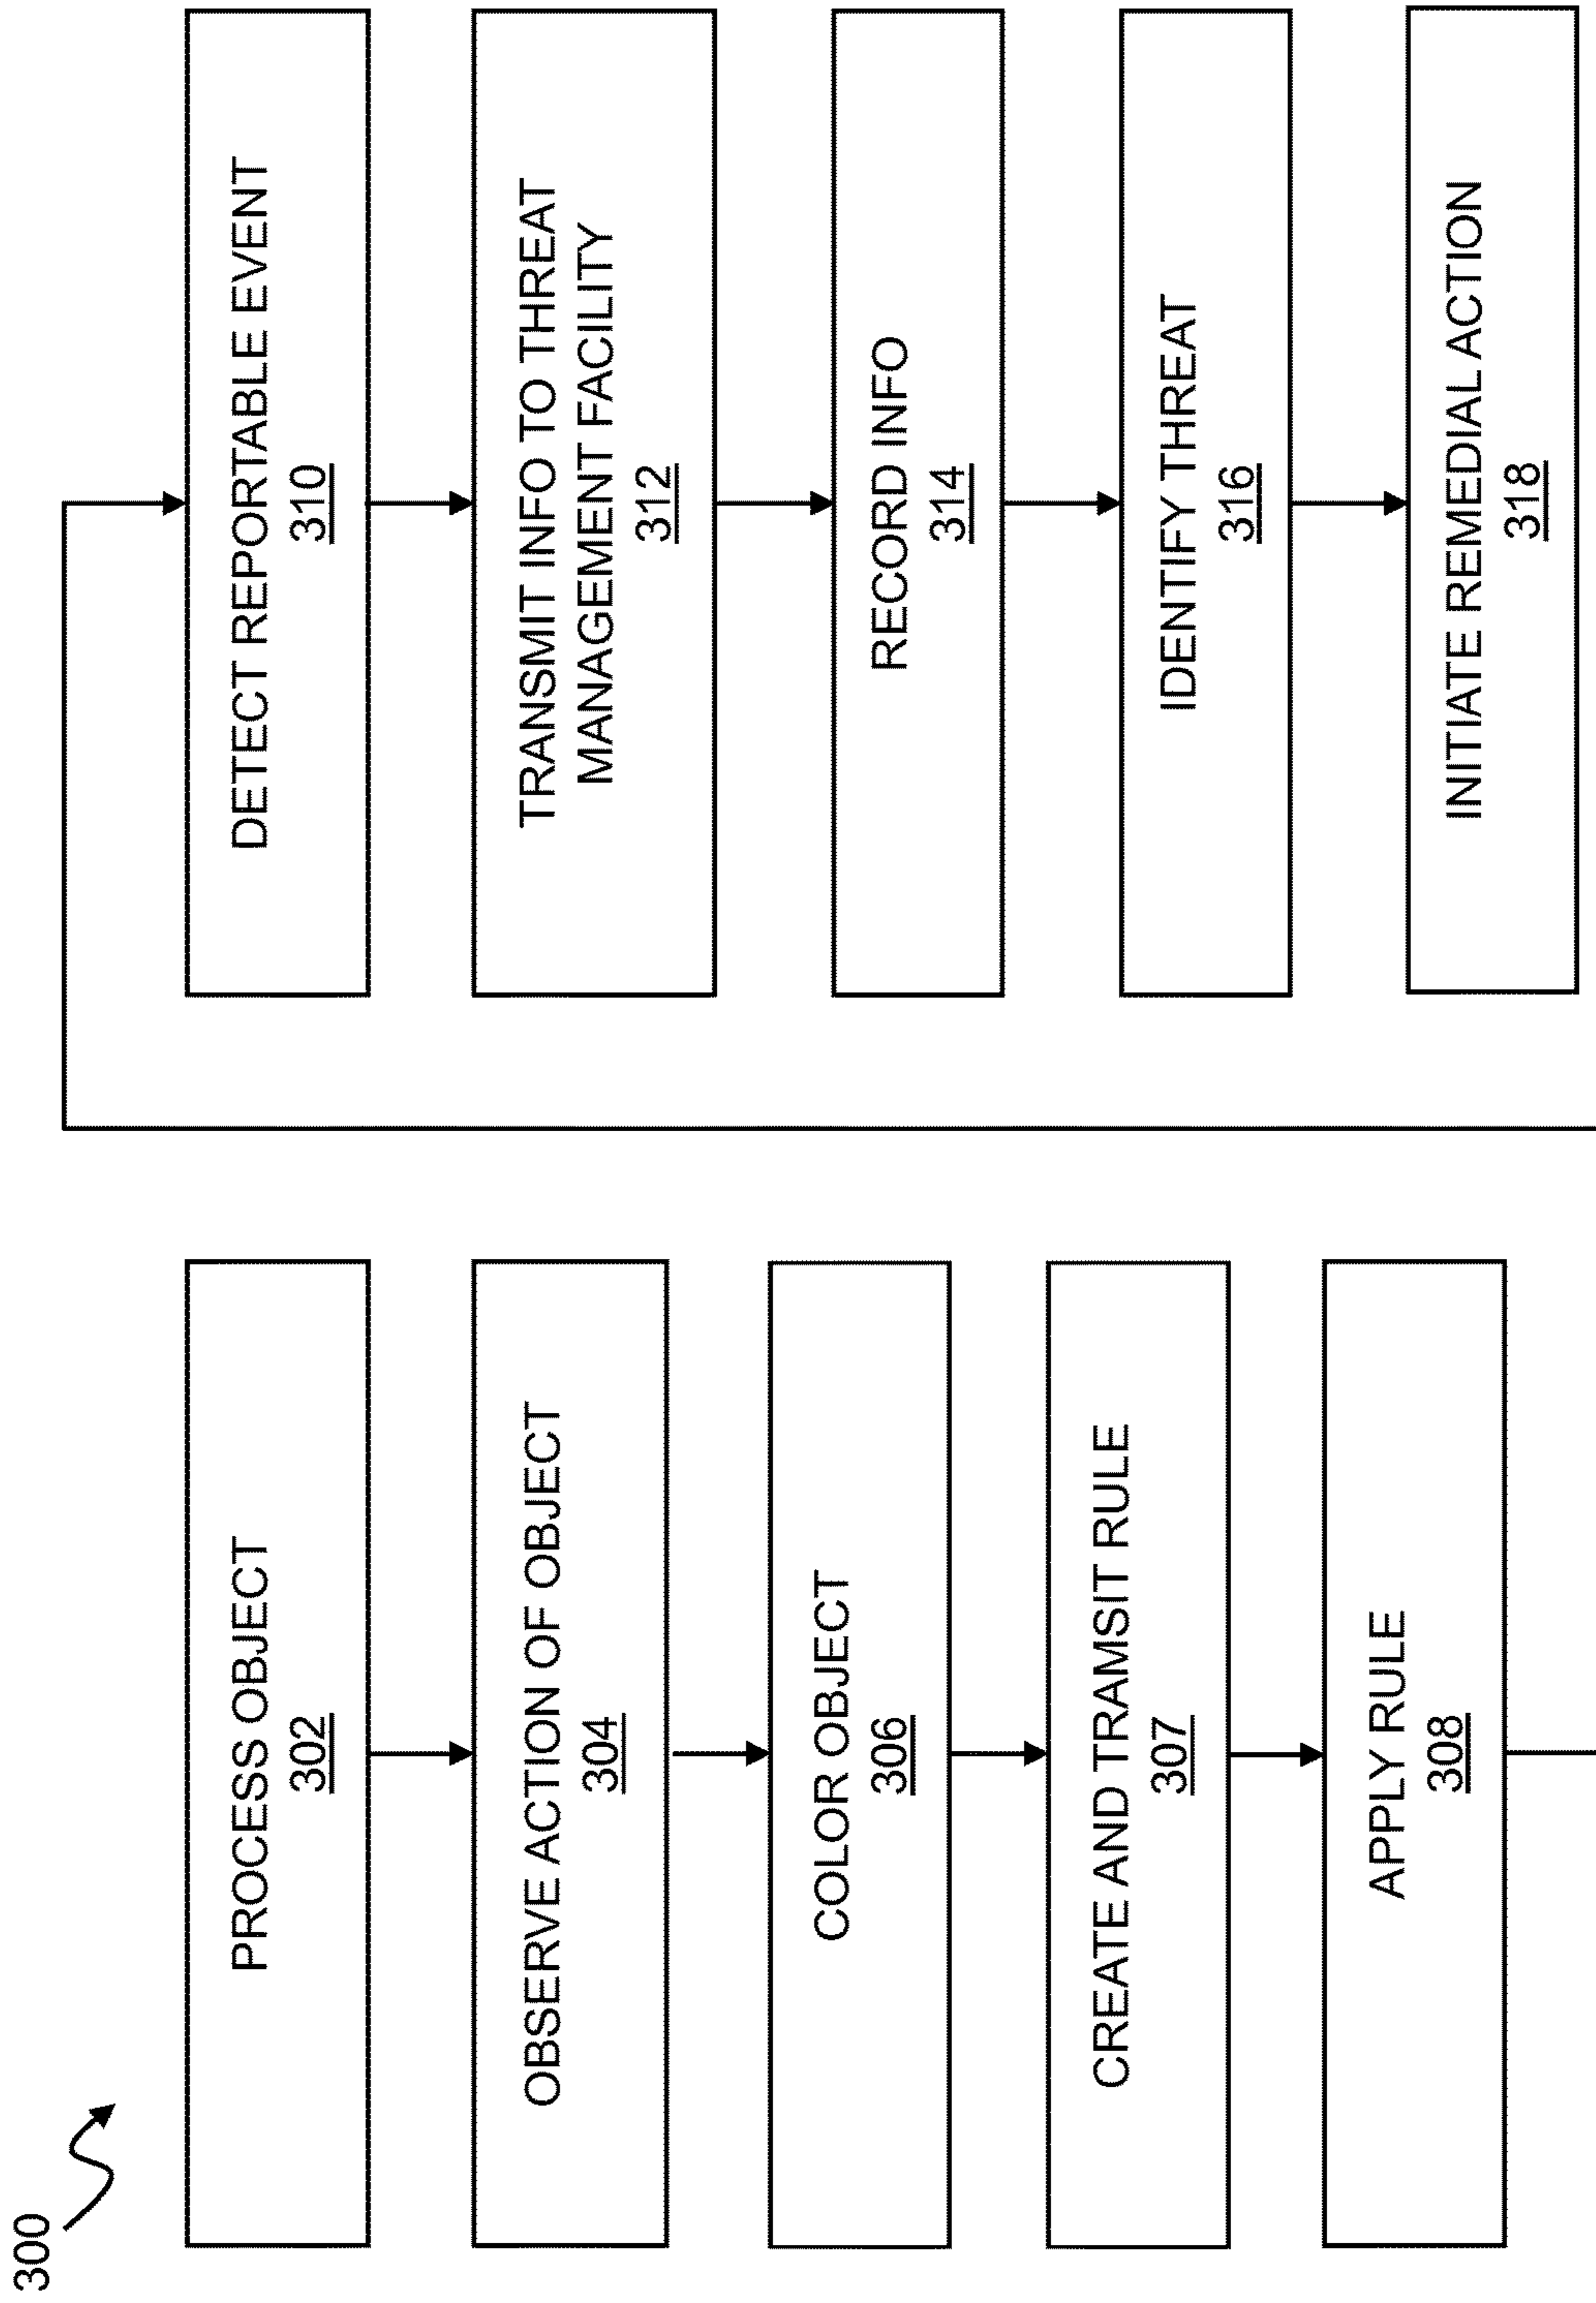 300
PROCESS OBJECT
302
OBSERVE ACTION OF OBJECT
304
COLOR OBJECT
306
CREATE AND TRAMSIT RULE
307
APPLY RULE
308
DETECT REPORTABLE EVENT
310
TRANSMIT INFO TO THREAT
MANAGEMENT FACILITY
312
RECORD INFO
314
IDENTIFY THREAT
316
INITIATE REMEDIAL ACTION
318